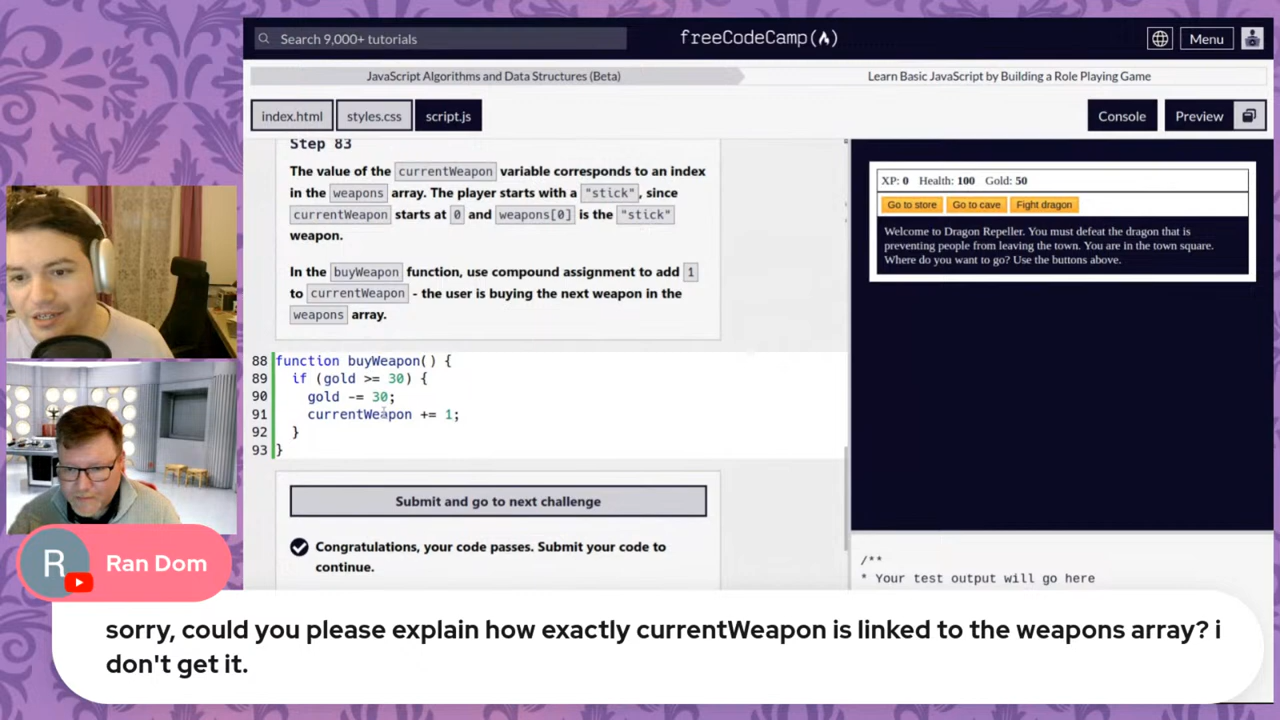 Search 9,000+ tutorials
freeCodeCamp
Menu
JavaScript Algorithms and Data Structures (Beta)
Learn Basic JavaScript by Building a Role Playing Game
index.html
styles.css
script.js
Console
Preview
Step 83
The value of the currentWeapon variable corresponds to an index
in the weapons array. The player starts with a "stick", since
currentWeapon starts at 0 and weapons[0] is the "stick"
weapon.
In the buyWeapon function, use compound assignment to add 1
to currentWeapon - the user is buying the next weapon in the
weapons array.
88 function buyWeapon() {
89 if (gold >= 30) {
90 gold -= 30;
91 currentWeapon += 1;
92 }
93 }
Submit and go to next challenge
Congratulations, your code passes. Submit your code to
continue.
XP: 0 Health: 100 Gold: 50
Go to store Go to cave Fight dragon
Welcome to Dragon Repeller. You must defeat the dragon that is
preventing people from leaving the town. You are in the town square.
Where do you want to go? Use the buttons above.
/**
* Your test output will go here
R
Ran Dom
sorry, could you please explain how exactly currentWeapon is linked to the weapons array? i
don't get it.